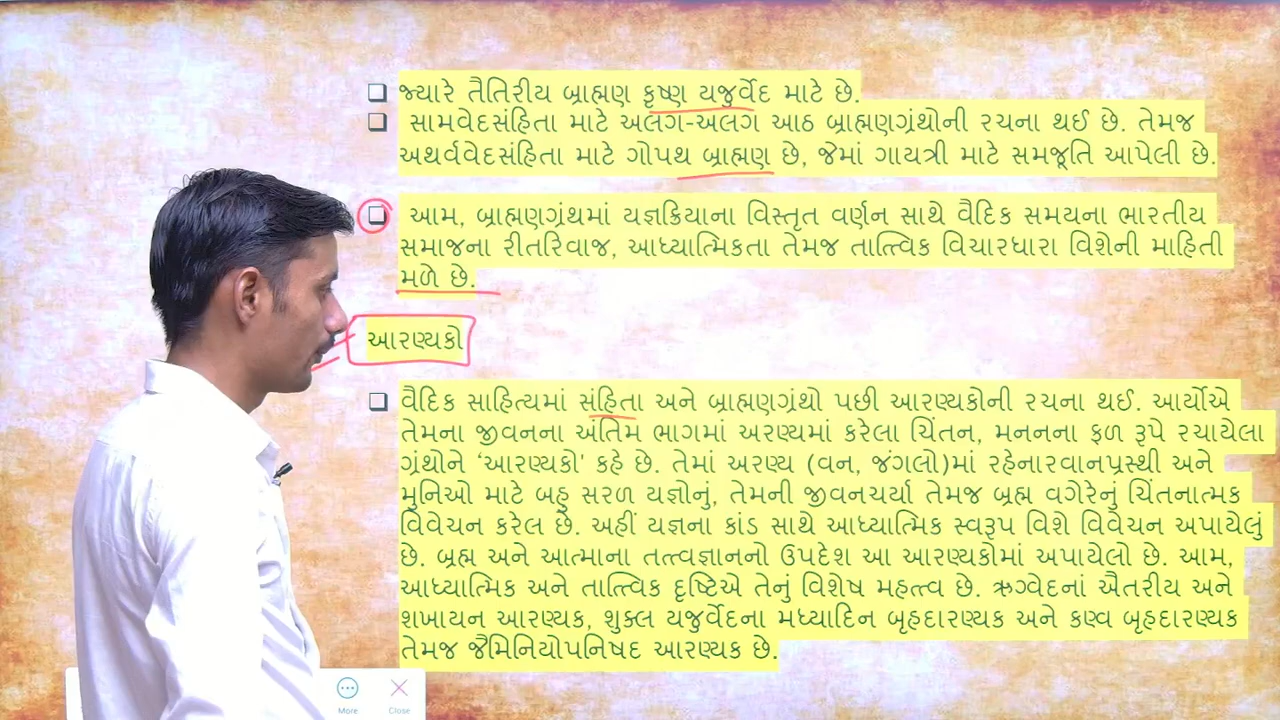 જ્યારે તૈતિરીય બ્રાહ્મણ કૃષ્ણ યજુર્વેદ માટે છે.
સામવેદસંહિતા માટે અલગ-અલગ આઠ બ્રાહ્મણગ્રંથોની રચના થઈ છે. તેમજ
અથર્વવેદસંહિતા માટે ગોપથ બ્રાહ્મણ છે, જેમાં ગાયત્રી માટે સમજૂતિ આપેલી છે.
આમ, બ્રાહ્મણગ્રંથમાં યજ્ઞક્રિયાના વિસ્તૃત વર્ણન સાથે વૈદિક સમયના ભારતીય
સમાજના રીતરિવાજ, આધ્યાત્મિકતા તેમજ તાત્ત્વિક વિચારધારા વિશેની માહિતી
મળે છે.
આરણ્યકો
વૈદિક સાહિત્યમાં સંહિતા અને બ્રાહ્મણગ્રંથો પછી આરણ્યકોની રચના થઈ. આર્યોએ
તેમના જીવનના અંતિમ ભાગમાં અરણ્યમાં કરેલા ચિંતન, મનનના ફળ રૂપે રચાયેલા
ગ્રંથોને ‘આરણ્યકો' કહે છે. તેમાં અરણ્ય (વન, જંગલો)માં રહેનારવાનપ્રસ્થી અને
મુનિઓ માટે બહુ સરળ યજ્ઞોનું, તેમની જીવનચર્યા તેમજ બ્રહ્મ વગેરેનું ચિંતનાત્મક
વિવેચન કરેલ છે. અહીં યજ્ઞના કાંડ સાથે આધ્યાત્મિક સ્વરૂપ વિશે વિવેચન અપાયેલું
છે. બ્રહ્મ અને આત્માના તત્ત્વજ્ઞાનનો ઉપદેશ આ આરણ્યકોમાં અપાયેલો છે. આમ,
આધ્યાત્મિક અને તાત્ત્વિક દૃષ્ટિએ તેનું વિશેષ મહત્ત્વ છે. ઋગ્વેદનાં ઐતરીય અને
શખાયન આરણ્યક, શુક્લ યજુર્વેદના મધ્યાદિન બૃહદારણ્યક અને કણ્વ બૃહદારણ્યક
તેમજ જૈમિનિયોપનિષદ આરણ્યક છે.
More Close